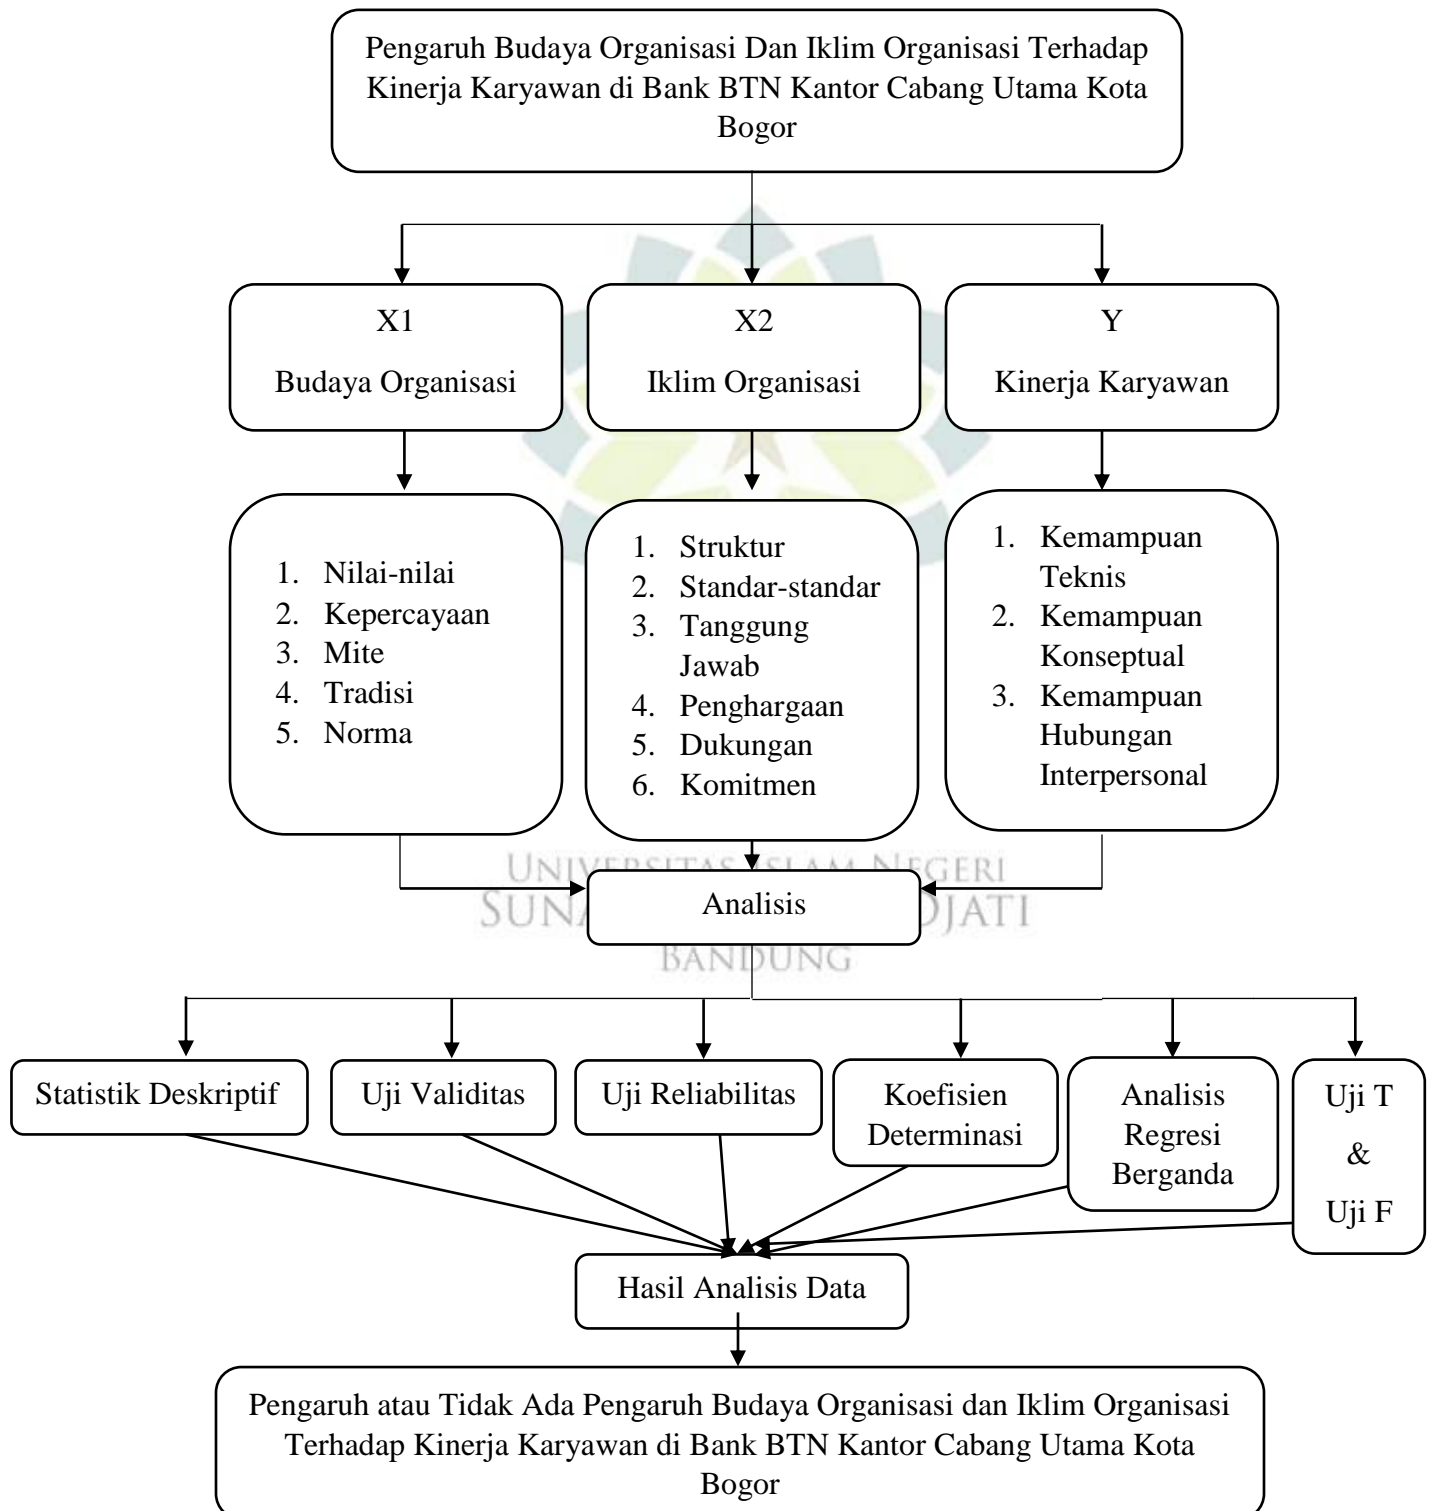 Pengaruh Budaya Organisasi Dan Iklim Organisasi Terhadap
Kinerja Karyawan di Bank BTN Kantor Cabang Utama Kota
Bogor
X1
Budaya Organisasi
X2
Iklim Organisasi
Y
Kinerja Karyawan
1. Nilai-nilai
2. Kepercayaan
3. Mite
4. Tradisi
5. Norma
1. Struktur
2. Standar-standar
3. Tanggung
Jawab
4. Penghargaan
5. Dukungan
6. Komitmen
1. Kemampuan
Teknis
2. Kemampuan
Konseptual
3. Kemampuan
Hubungan
Interpersonal
UNIVERSITAS ISLAM NEGERI
BANDUNG
Analisis
Statistik Deskriptif
Uji Validitas
Uji Reliabilitas
Koefisien
Determinasi
Analisis
Regresi
Berganda
Uji T
&
Uji F
Hasil Analisis Data
Pengaruh atau Tidak Ada Pengaruh Budaya Organisasi dan Iklim Organisasi
Terhadap Kinerja Karyawan di Bank BTN Kantor Cabang Utama Kota
Bogor